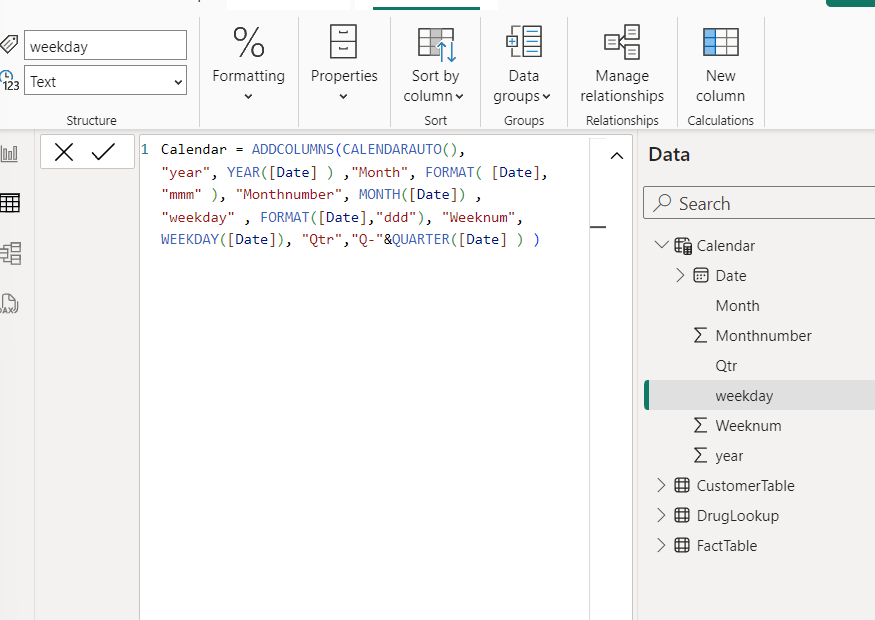 weekday
Text
Structure
Formatting
Properties
Sort by
column
Sort
Data
groups
Groups
Manage
relationships
Relationships
New
column
Calculations
1 Calendar = ADDCOLUMNS(CALENDARAUTO(),
"year", YEAR([Date] ) ,"Month", FORMAT( [Date],
"mmm" ), "Monthnumber", MONTH([Date]) ,
"weekday" , FORMAT([Date],"ddd"), "Weeknum",
WEEKDAY([Date]), "Qtr","Q-"&QUARTER([Date] ) )
Data
Search
Calendar
Date
Month
Monthnumber
Qtr
weekday
Weeknum
year
CustomerTable
DrugLookup
FactTable
123
DAX